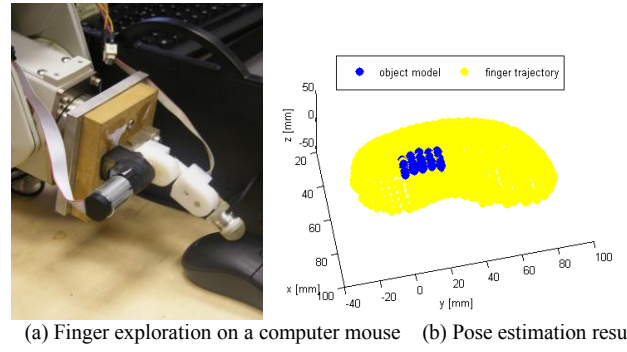 object model
finger trajectory
50
0
50
z [mm]
20
40
60
80
100
x [mm]
-40
-20
0
20
40
60
80
100
y [mm]
(a) Finger exploration on a computer mouse
(b) Pose estimation resu